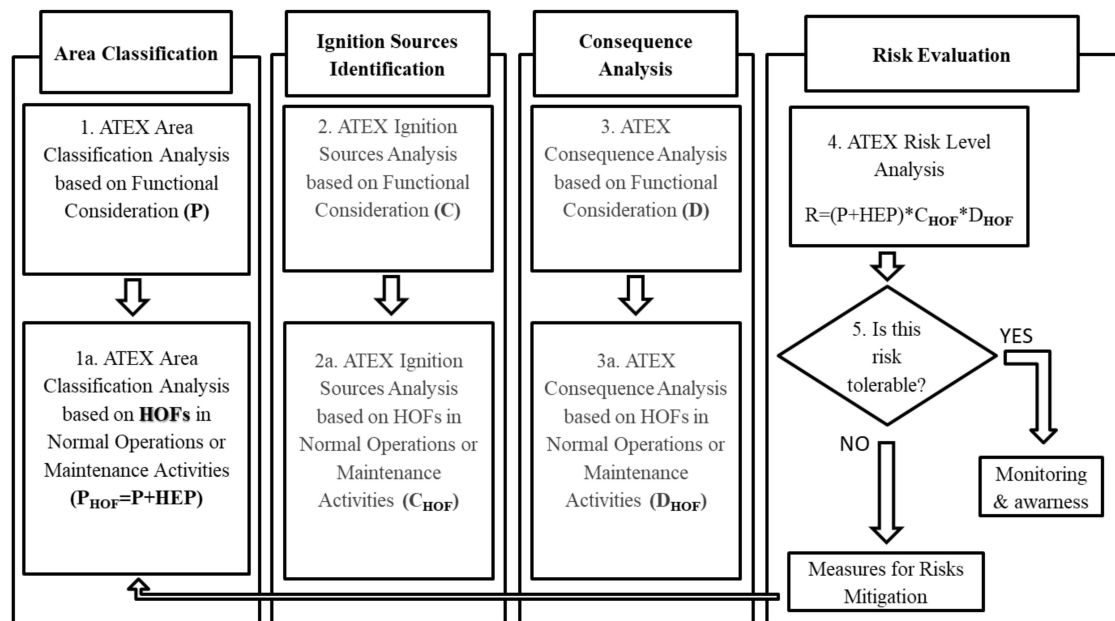 Area Classification
1. ATEX Area
Classification Analysis
based on Functional
Consideration (P)
1a. ATEX Area
Classification Analysis
based on HOFs in
Normal Operations or
Maintenance Activities
(PHOF=P+HEP)
Ignition Sources
Identification
2. ATEX Ignition
Sources Analysis
based on Functional
Consideration (C)
2a. ATEX Ignition
Sources Analysis
based on HOFs in
Normal Operations or
Maintenance
Activities (CHOF)
Consequence
Analysis
3. ATEX
Consequence Analysis
based on Functional
Consideration (D)
3a. ATEX
Consequence Analysis
based on HOFs in
Normal Operations or
Maintenance
Activities (DHOF)
Risk Evaluation
4. ATEX Risk Level
Analysis
R=(P+HEP)*CHOF*DHOF
5. Is this
risk
tolerable?
YES
NO
Monitoring
& awarness
Measures for Risks
Mitigation